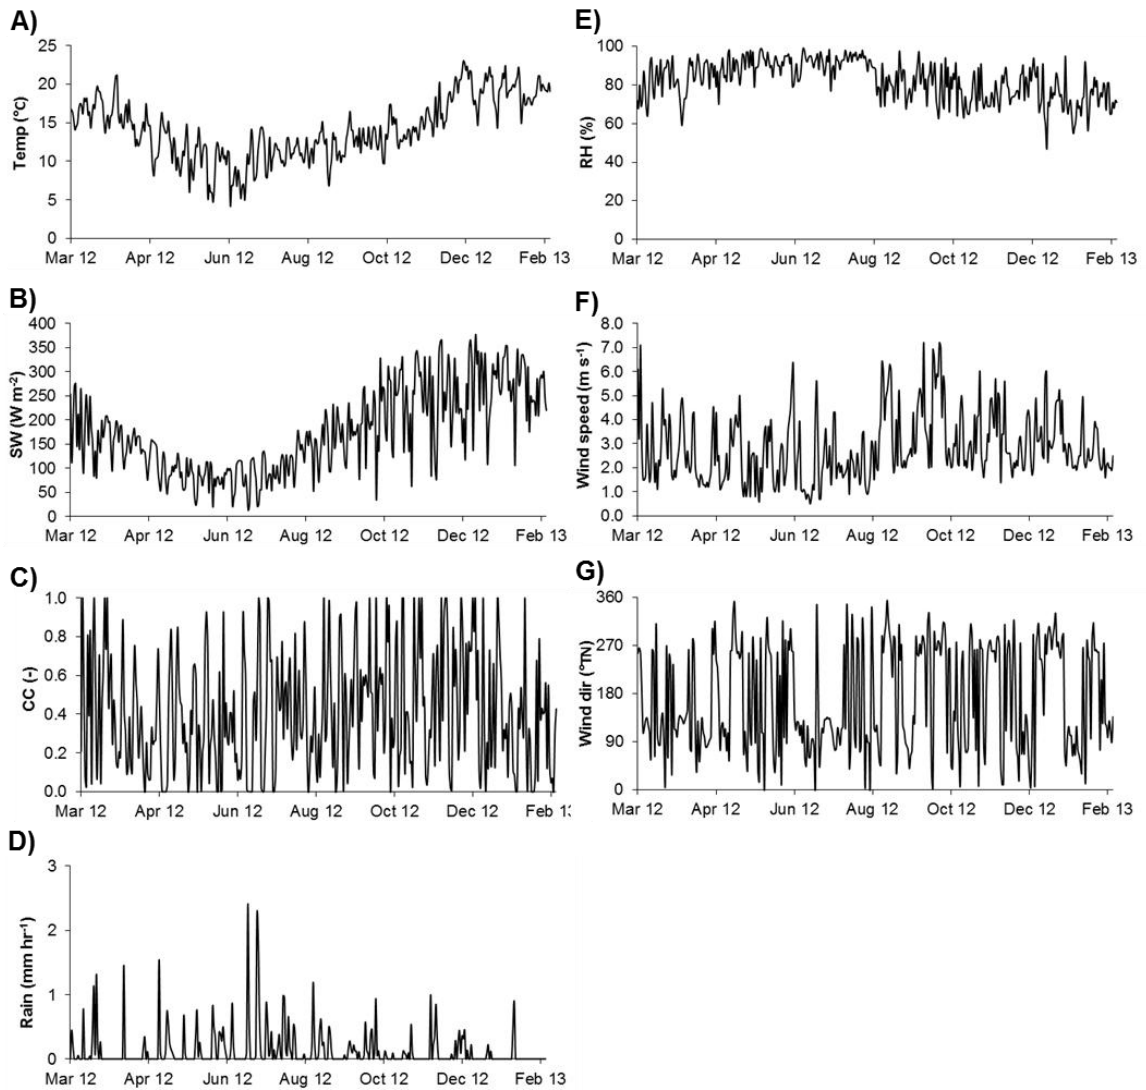 A)
25
20
15
10
5
0
Temp (°c)
Mar 12 Apr 12 Jun 12 Aug 12 Oct 12 Dec 12 Feb 13
B)
400
350
300
250
200
150
100
50
0
SW (W m⁻²)
Mar 12 Apr 12 Jun 12 Aug 12 Oct 12 Dec 12 Feb 13
C)
1.0
0.8
0.6
0.4
0.2
0.0
CC (-)
Mar 12 Apr 12 Jun 12 Aug 12 Oct 12 Dec 12 Feb 1
D)
3
2
1
0
Rain (mm hr⁻¹)
Mar 12 Apr 12 Jun 12 Aug 12 Oct 12 Dec 12 Feb 13
E)
100
80
60
40
20
0
RH (%)
Mar 12 Apr 12 Jun 12 Aug 12 Oct 12 Dec 12 Feb 13
F)
8.0
7.0
6.0
5.0
4.0
3.0
2.0
1.0
0.0
Wind speed (m s⁻¹)
Mar 12 Apr 12 Jun 12 Aug 12 Oct 12 Dec 12 Feb 13
G)
360
270
180
90
0
Wind dir (°TN)
Mar 12 Apr 12 Jun 12 Aug 12 Oct 12 Dec 12 Feb 13